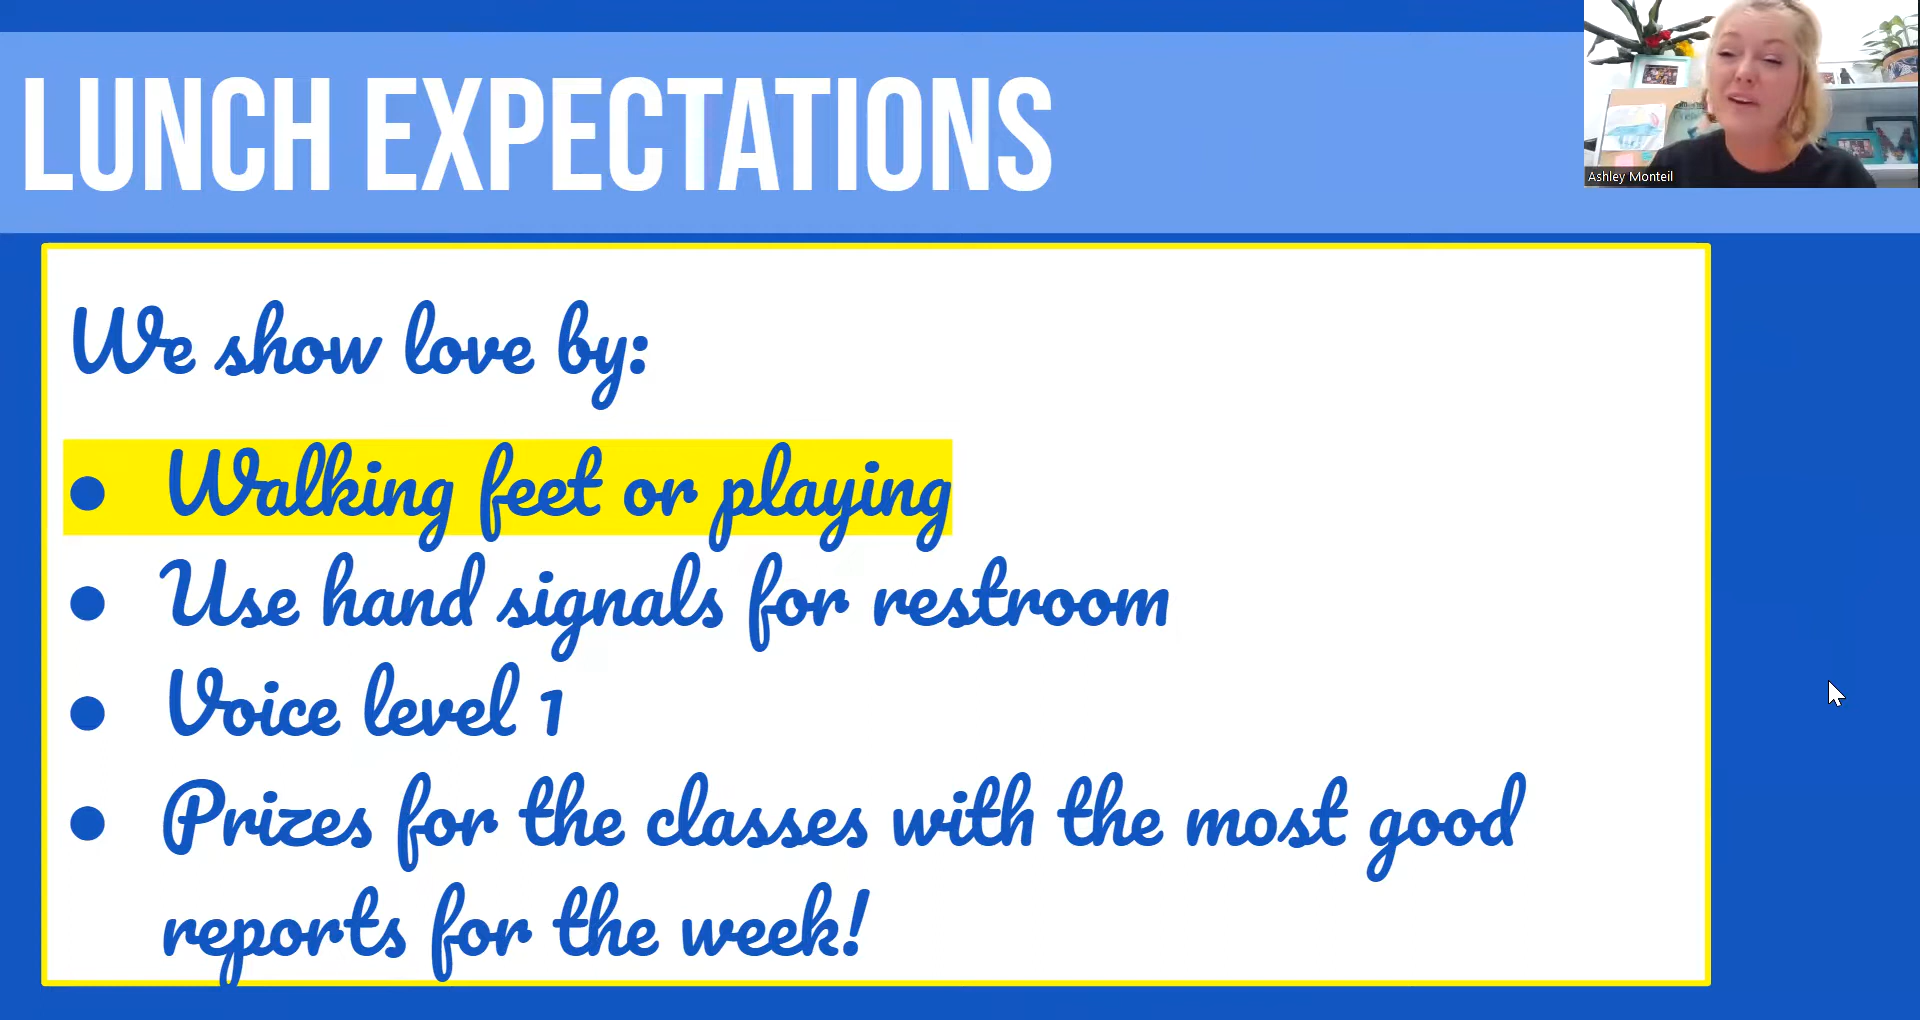 LUNCH EXPECTATIONS
Ashley Monteil
We show love by:
● Walking feet or playing
● Use hand signals for restroom
● Voice level 1
● Prizes for the classes with the most good
reports for the week!